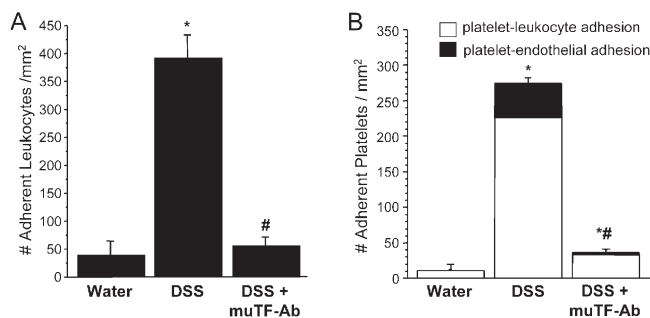 A
# Adherent Leukocytes /mm2
450
400
350
300
250
200
150
100
50
0
*
#
Water
DSS
DSS +
muTF-Ab
B
platelet-leukocyte adhesion
platelet-endothelial adhesion
# Adherent Platelets / mm2
350
300
250
200
150
100
50
0
*
*#
Water
DSS
DSS +
muTF-Ab